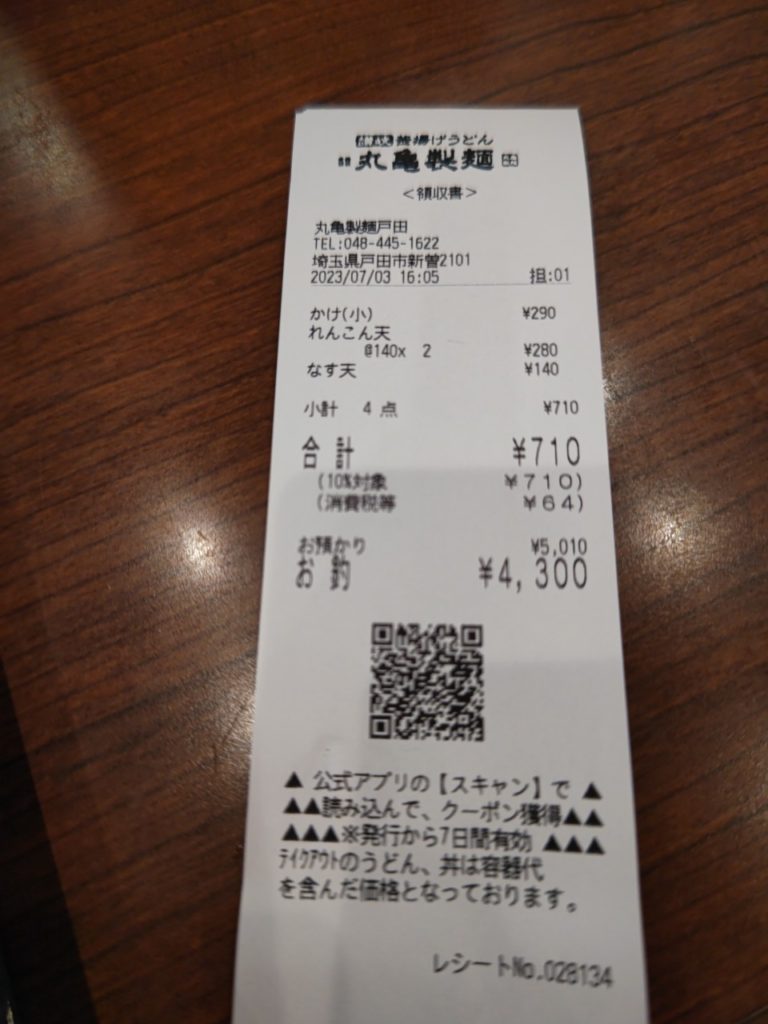 釜揚げうどん
丸亀製麺
<領収書>
丸亀製麺戸田
TEL:048-445-1622
埼玉県戸田市新曽2101
2023/07/03 16:05 担:01
かけ(小) ¥290
れんこん天
@140x 2 ¥280
なす天 ¥140
小計 4 点 ¥710
合計 ¥710
(10%対象 ¥710)
(消費税等 ¥64)
お預かり ¥5,010
お釣 ¥4,300
▲ 公式アプリの【スキャン】で ▲
▲▲読み込んで、クーポン獲得▲▲
▲▲▲※発行から7日間有効 ▲▲▲
ﾃｲｸｱｳﾄのうどん、丼は容器代
を含んだ価格となっております。
レシートNo.028134